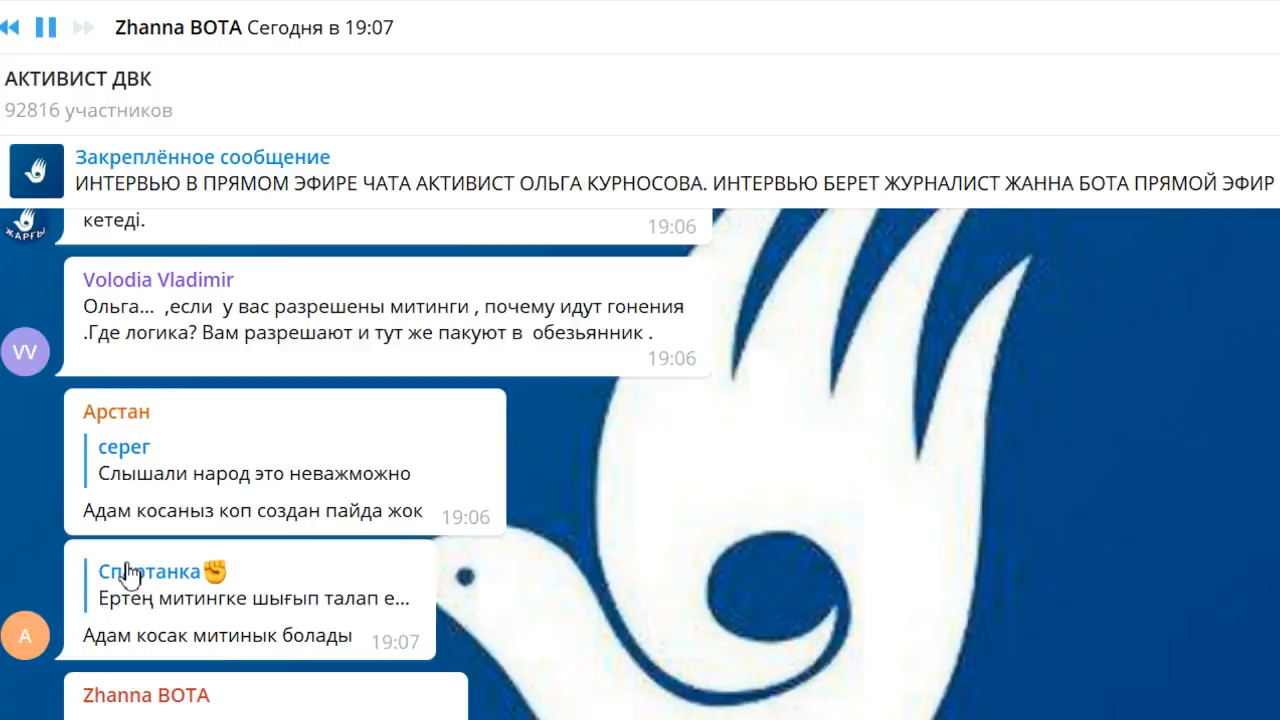 Zhanna BOTA Сегодня в 19:07
АКТИВИСТ ДВК
92816 участников
Закреплённое сообщение
ИНТЕРВЬЮ В ПРЯМОМ ЭФИРЕ ЧАТА АКТИВИСТ ОЛЬГА КУРНОСОВА. ИНТЕРВЬЮ БЕРЕТ ЖУРНАЛИСТ ЖАННА БОТА ПРЯМОЙ ЭФИР
ЖАРҒЫ
кетеді.
19:06
Volodia Vladimir
Ольга... ,если у вас разрешены митинги , почему идут гонения
.Где логика? Вам разрешают и тут же пакуют в обезьянник .
19:06
VV
Арстан
серег
Слышали народ это неважможно
Адам косаныз коп создан пайда жок 19:06
Ертең митингке шығып талап е...
Адам косак митинык болады 19:07
А
Zhanna BOTA